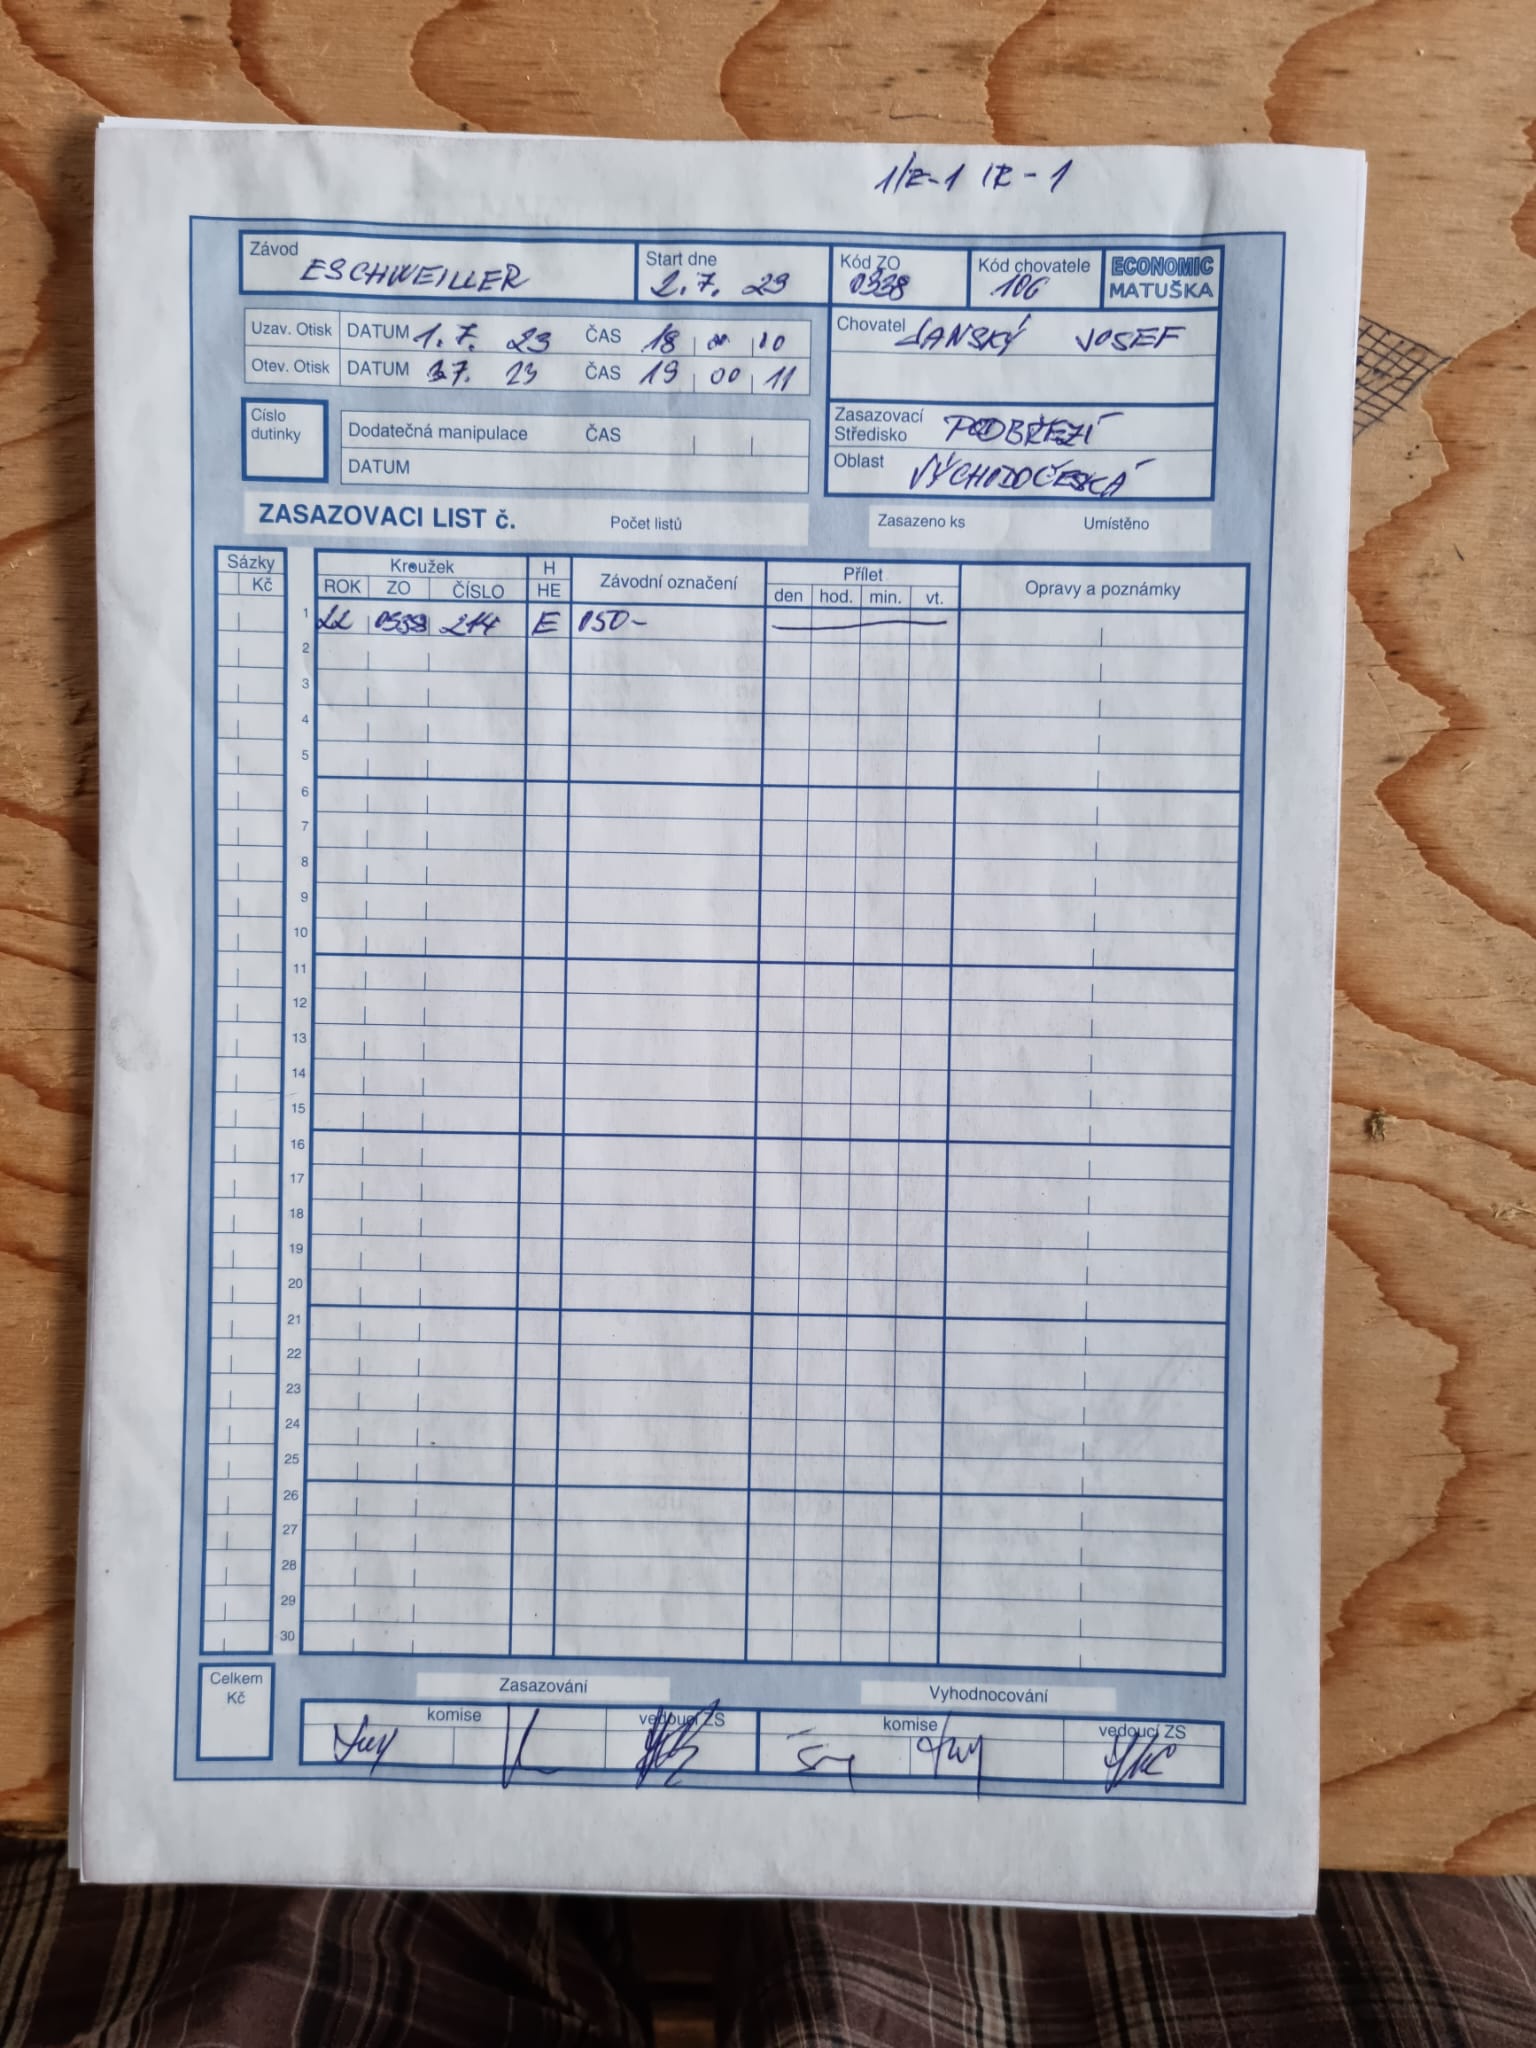 1/E-1 IR-1
Závod ESCHWEILLER
Start dne 2.7. 23
Kód ZO 0338
Kód chovatele 106
ECONOMIC MATUŠKA
Uzav. Otisk DATUM 1.7. 23 ČAS 18 00 10
Otev. Otisk DATUM 3.7. 23 ČAS 19 00 11
Chovatel JANSKÝ JOSEF
Číslo dutinky
Dodatečná manipulace ČAS
DATUM
Zasazovací Středisko PODBŘEZÍ
Oblast VÝCHODOČESKÁ
ZASAZOVACI LIST č. Počet listů
Zasazeno ks Umístěno
Sázky Kroužek H Závodní označení Přílet Opravy a poznámky
Kč ROK ZO ČÍSLO HE den hod. min. vt.
1 22 0338 214 E 050-
2
3
4
5
6
7
8
9
10
11
12
13
14
15
16
17
18
19
20
21
22
23
24
25
26
27
28
29
30
Celkem Kč
Zasazování Vyhodnocování
komise vedoucí ZS komise vedoucí ZS